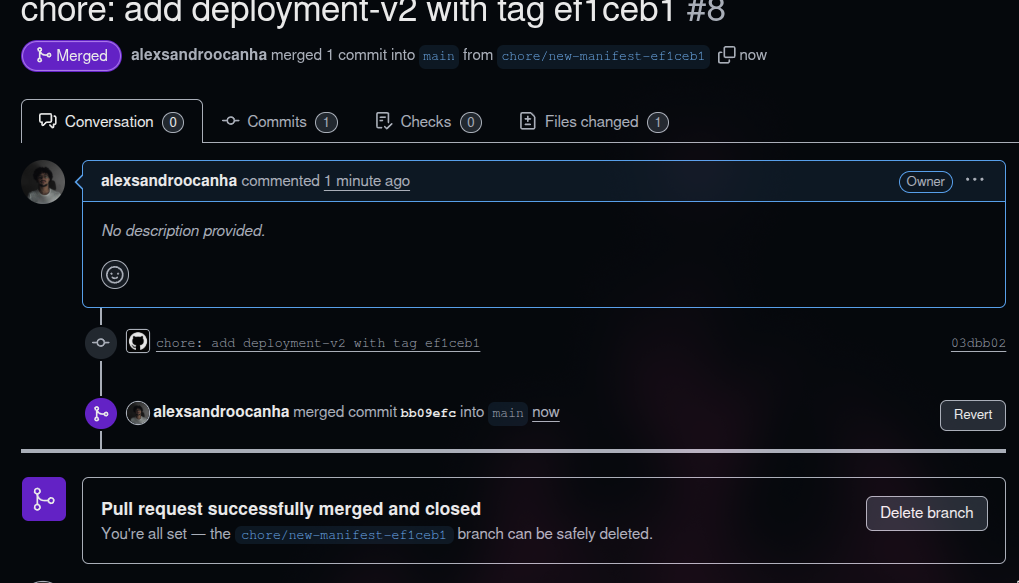 chore: add deployment-v2 with tag ef1ceb1 #8
Merged alexsandroocanha merged 1 commit into main from chore/new-manifest-ef1ceb1 now
Conversation 0 Commits 1 Checks 0 Files changed 1
alexsandroocanha commented 1 minute ago Owner ...
No description provided.
chore: add deployment-v2 with tag ef1ceb1 03dbb02
alexsandroocanha merged commit bb09efc into main now Revert
Pull request successfully merged and closed
You're all set — the chore/new-manifest-ef1ceb1 branch can be safely deleted. Delete branch